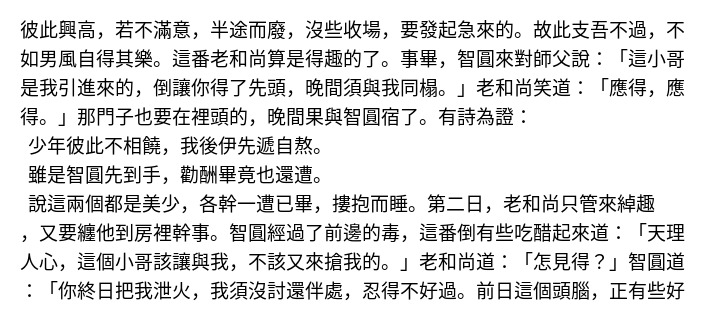 彼此興高，若不滿意，半途而廢，沒些收場，要發起急來的。故此支吾不過，不
如男風自得其樂。這番老和尚算是得趣的了。事畢，智圓來對師父說：「這小哥
是我引進來的，倒讓你得了先頭，晚間須與我同榻。」老和尚笑道：「應得，應
得。」那門子也要在裡頭的，晚間果與智圓宿了。有詩為證：
少年彼此不相饒，我後伊先遞自熬。
雖是智圓先到手，勸酬畢竟也還遭。
說這兩個都是美少，各幹一遭已畢，摟抱而睡。第二日，老和尚只管來綽趣
，又要纏他到房裡幹事。智圓經過了前邊的毒，這番倒有些吃醋起來道：「天理
人心，這個小哥該讓與我，不該又來搶我的。」老和尚道：「怎見得？」智圓道
：「你終日把我泄火，我須沒討還伴處，忍得不好過。前日這個頭腦，正有些好